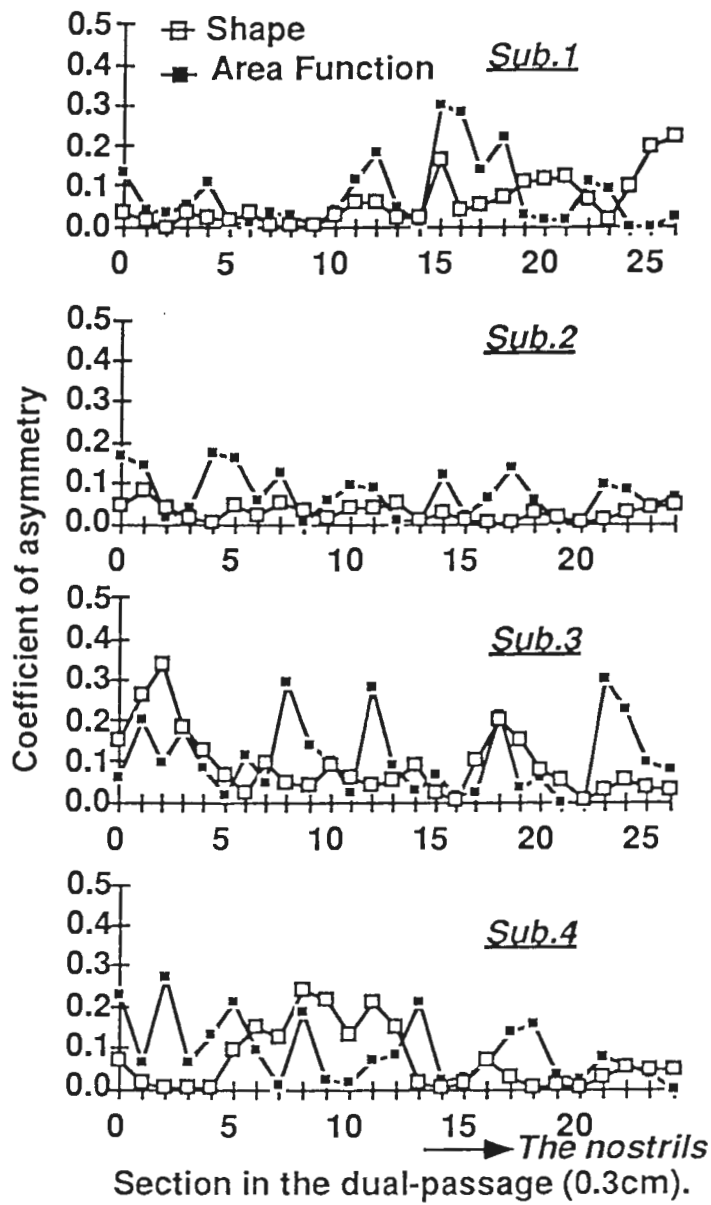 0.5
Shape
Sub.1
0.4
Area Function
0.3
0.2
0.1
0.0
0 5 10 15 20 25
0.5
Sub.2
0.4
0.3
0.2
0.1
0.0
0 5 10 15 20
Coefficient of asymmetry
0.5
Sub.3
0.4
0.3
0.2
0.1
0.0
0 5 10 15 20 25
0.5
Sub.4
0.4
0.3
0.2
0.1
0.0
0 5 10 15 20
The nostrils
Section in the dual-passage (0.3cm).